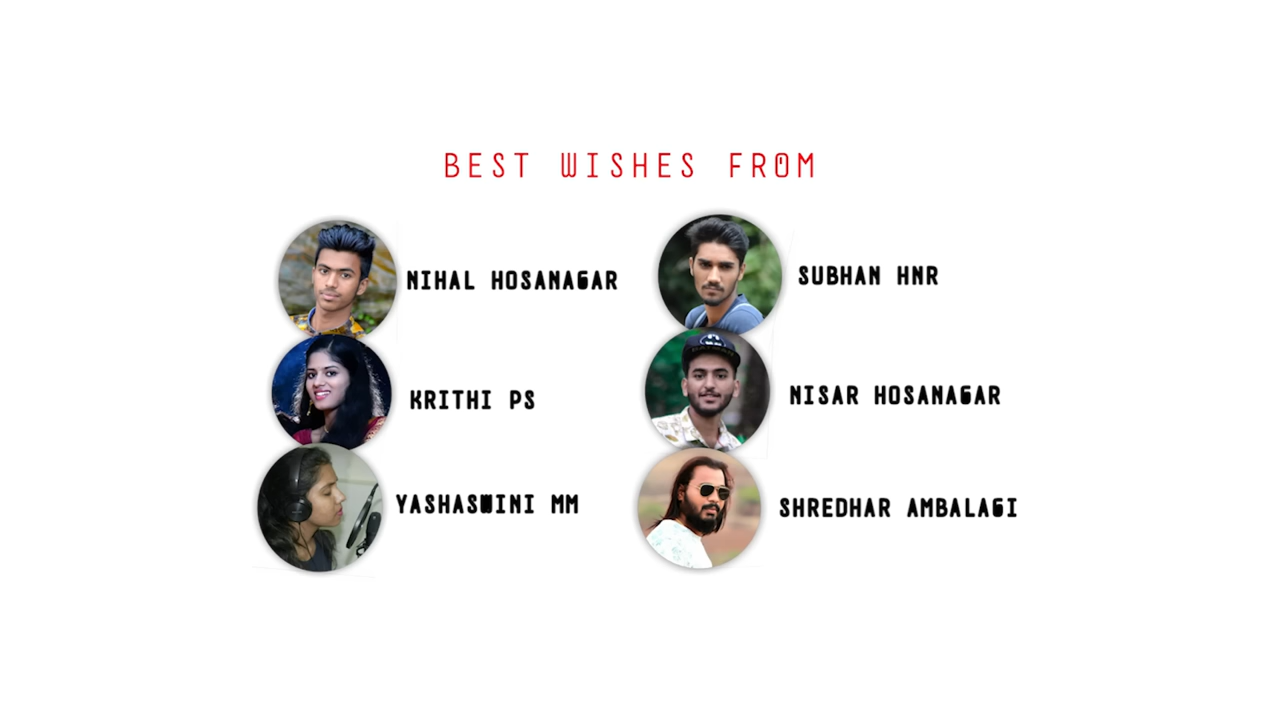 BEST WISHES FROM
NIHAL HOSANAGAR
SUBHAN HNR
KRITHI PS
NISAR HOSANAGAR
YASHASWINI MM
SHREDHAR AMBALAGI